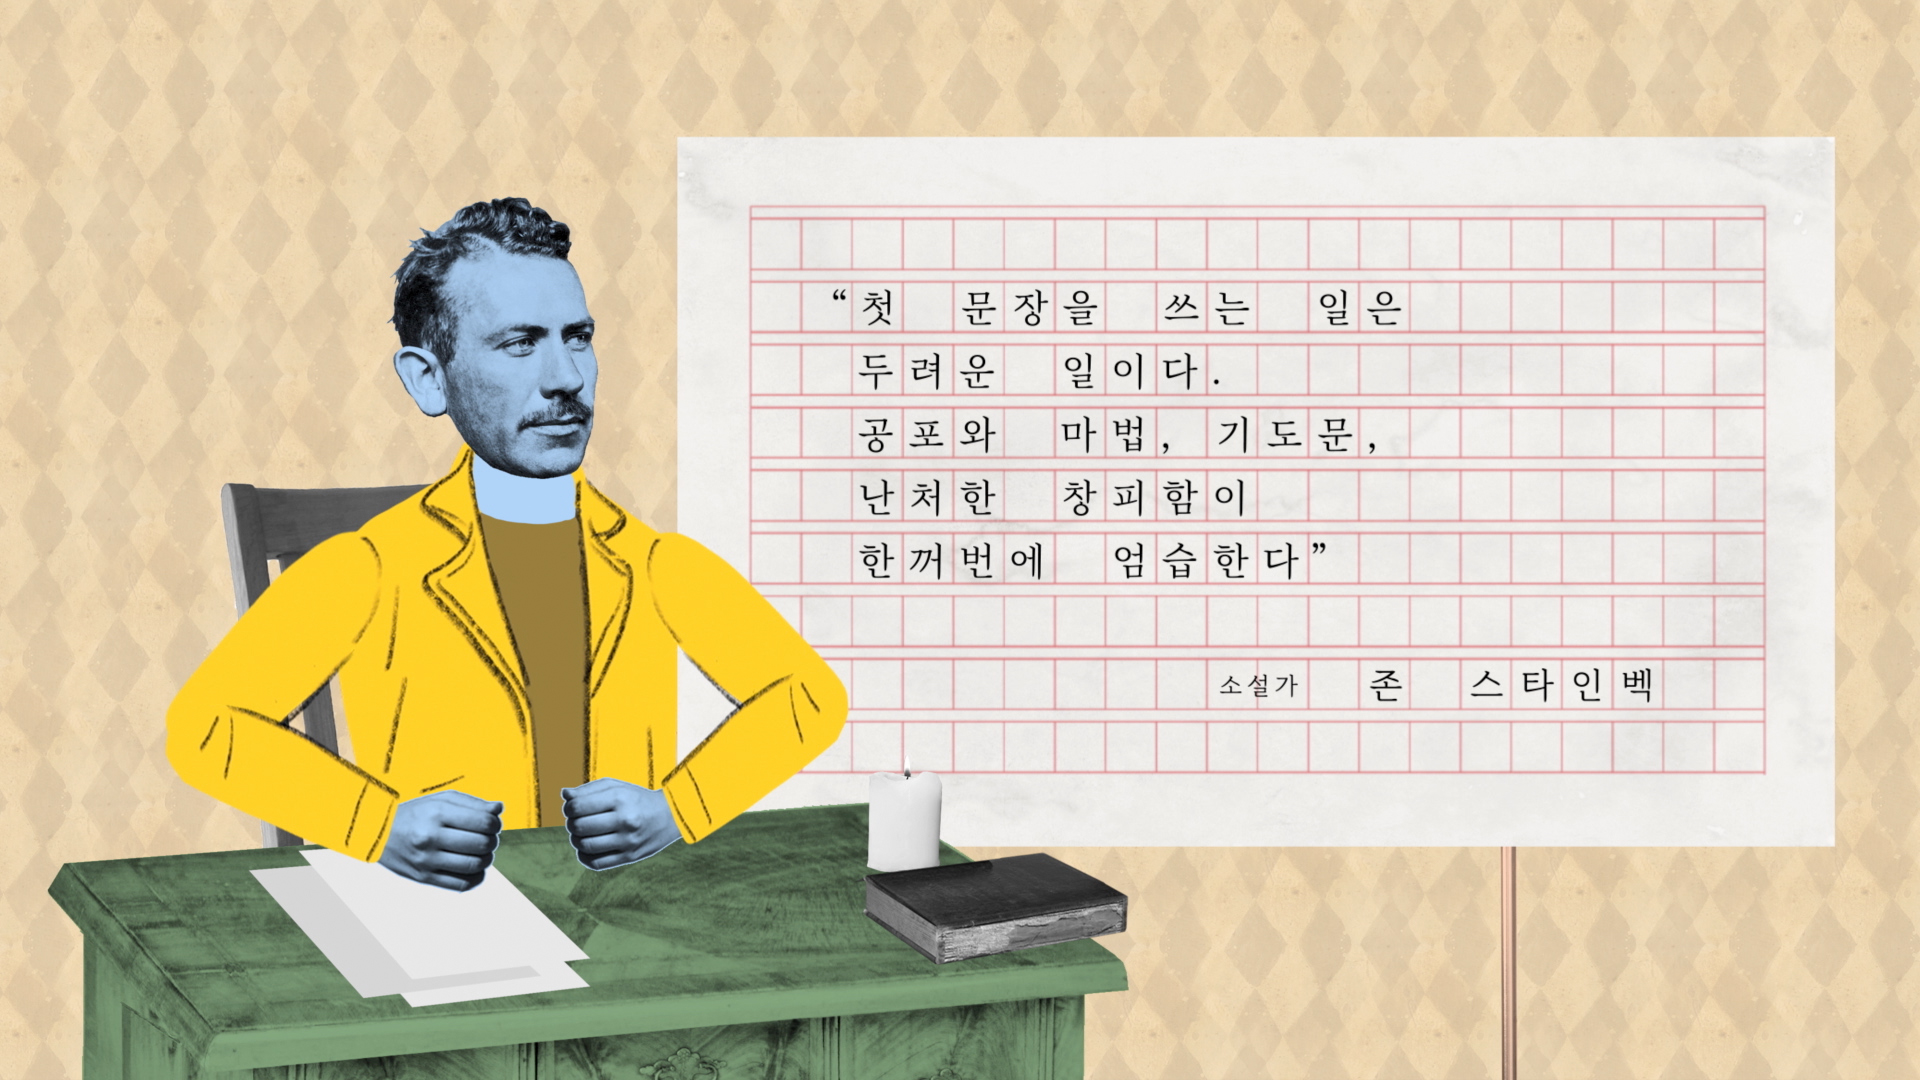 “첫 문장을 쓰는 일은
두려운 일이다.
공포와 마법, 기도문,
난처한 창피함이
한꺼번에 엄습한다”
소설가 존 스타인벡